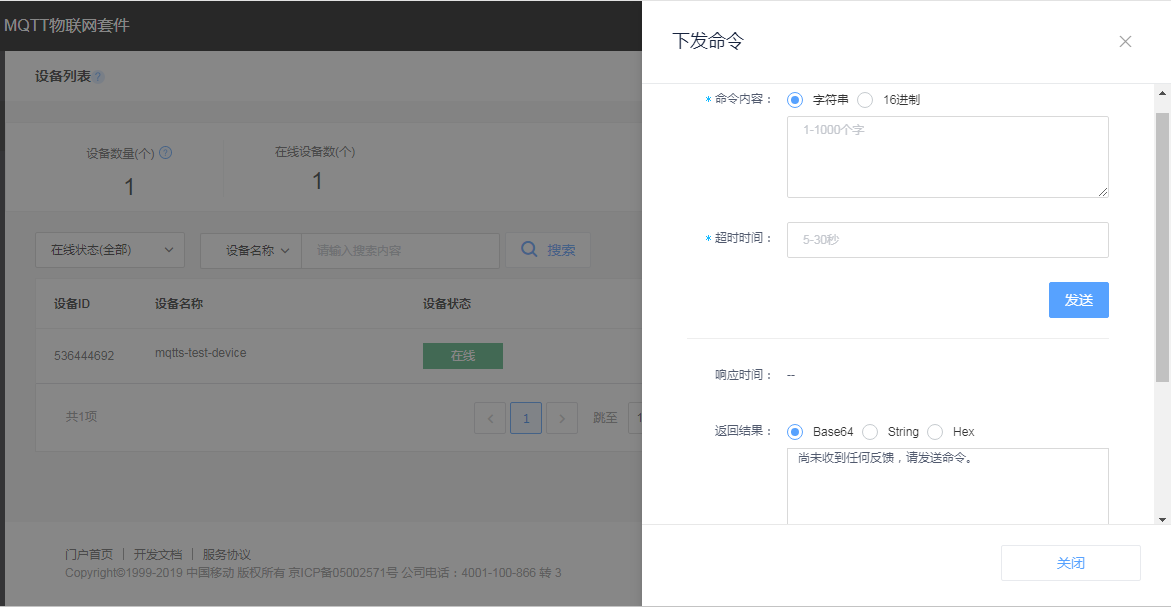 MQTT物联网套件
设备列表 ?
设备数量(个) ? 在线设备数(个)
1 1
在线状态(全部) 设备名称 请输入搜索内容 搜索
设备ID 设备名称 设备状态
536444692 mqtts-test-device 在线
共1项 < 1 > 跳至 1
门户首页 | 开发文档 | 服务协议
Copyright©1999-2019 中国移动 版权所有 京ICP备05002571号 公司电话：4001-100-866 转 3
下发命令
* 命令内容： 字符串 16进制
1-1000个字
* 超时时间： 5-30秒
发送
响应时间： --
返回结果： Base64 String Hex
尚未收到任何反馈，请发送命令。
关闭